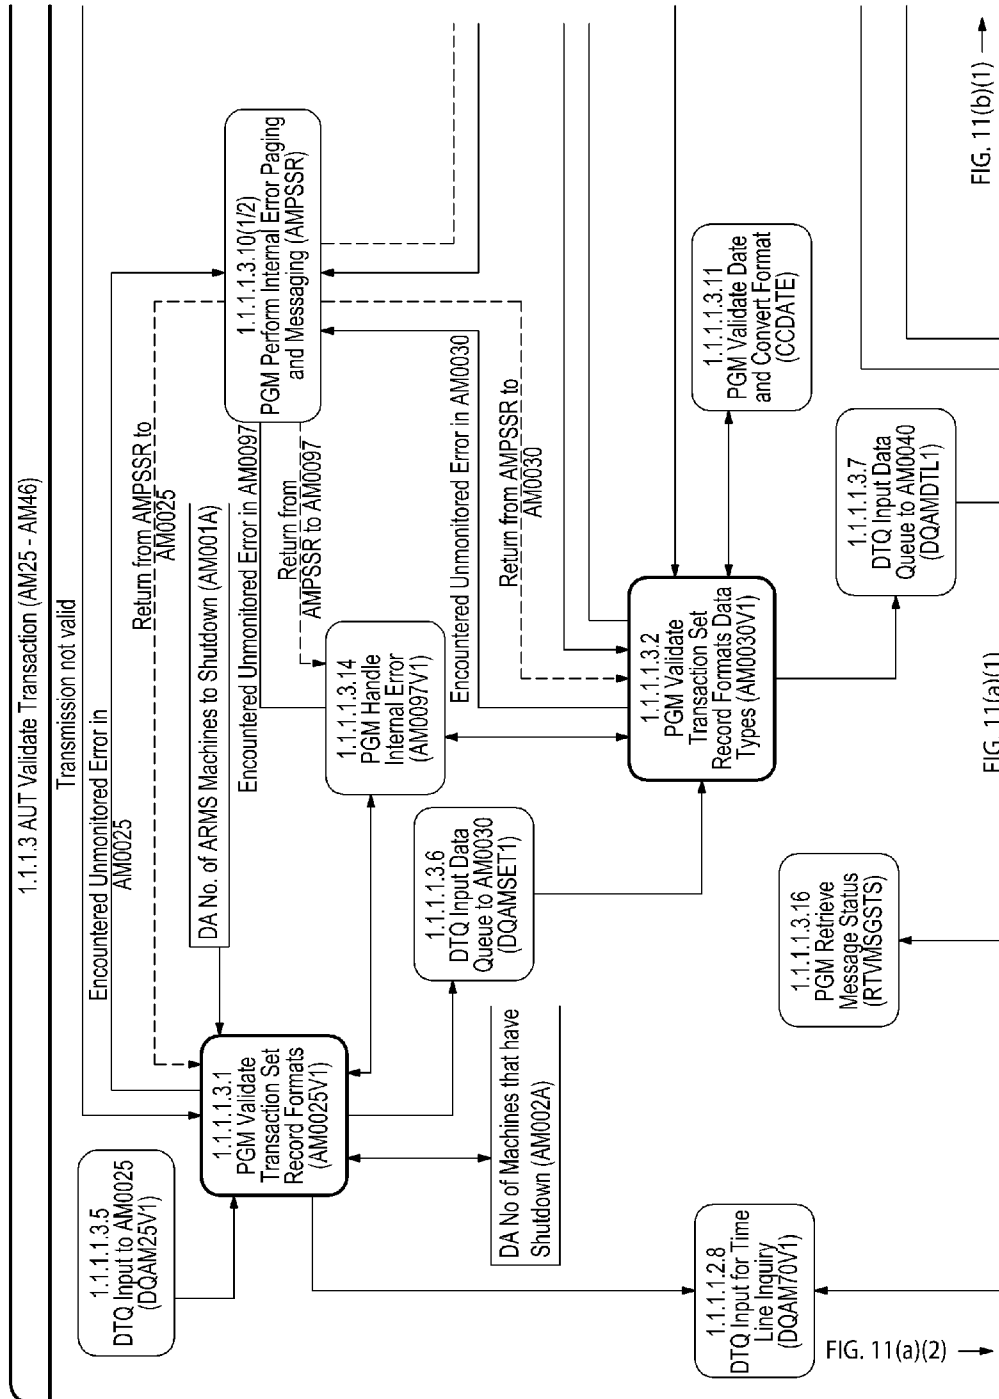 1.1.1.3 AUT Validate Transaction (AM25 - AM46)
Transmission not valid
Encountered Unmonitored Error in
AM0025
Return from AMPSSR to
AM0025
DA No. of ARMS Machines to Shutdown (AM001A)
Encountered Unmonitored Error in AM0097
Return from
AMPSSR to AM0097
1.1.1.1.3.10(1/2)
PGM Perform Internal Error Paging
and Messaging (AMPSSR)
1.1.1.1.3.5
DTQ Input to AM0025
(DQAM25V1)
1.1.1.1.3.1
PGM Validate
Transaction Set
Record Formats
(AM0025V1)
1.1.1.1.3.14
PGM Handle
Internal Error
(AM0097V1)
Encountered Unmonitored Error in AM0030
Return from AMPSSR to
AM0030
1.1.1.1.3.6
DTQ Input Data
Queue to AM0030
(DQAMSET1)
DA No of Machines that have
Shutdown (AM002A)
1.1.1.1.3.2
PGM Validate
Transaction Set
Record Formats Data
Types (AM0030V1)
1.1.1.1.3.11
PGM Validate Date
and Convert Format
(CCDATE)
1.1.1.1.2.8
DTQ Input for Time
Line Inquiry
(DQAM70V1)
1.1.1.1.3.16
PGM Retrieve
Message Status
(RTVMSGSTS)
1.1.1.1.3.7
DTQ Input Data
Queue to AM0040
(DQAMDTL1)
FIG. 11(a)(2)
FIG. 11(a)(1)
FIG. 11(b)(1)